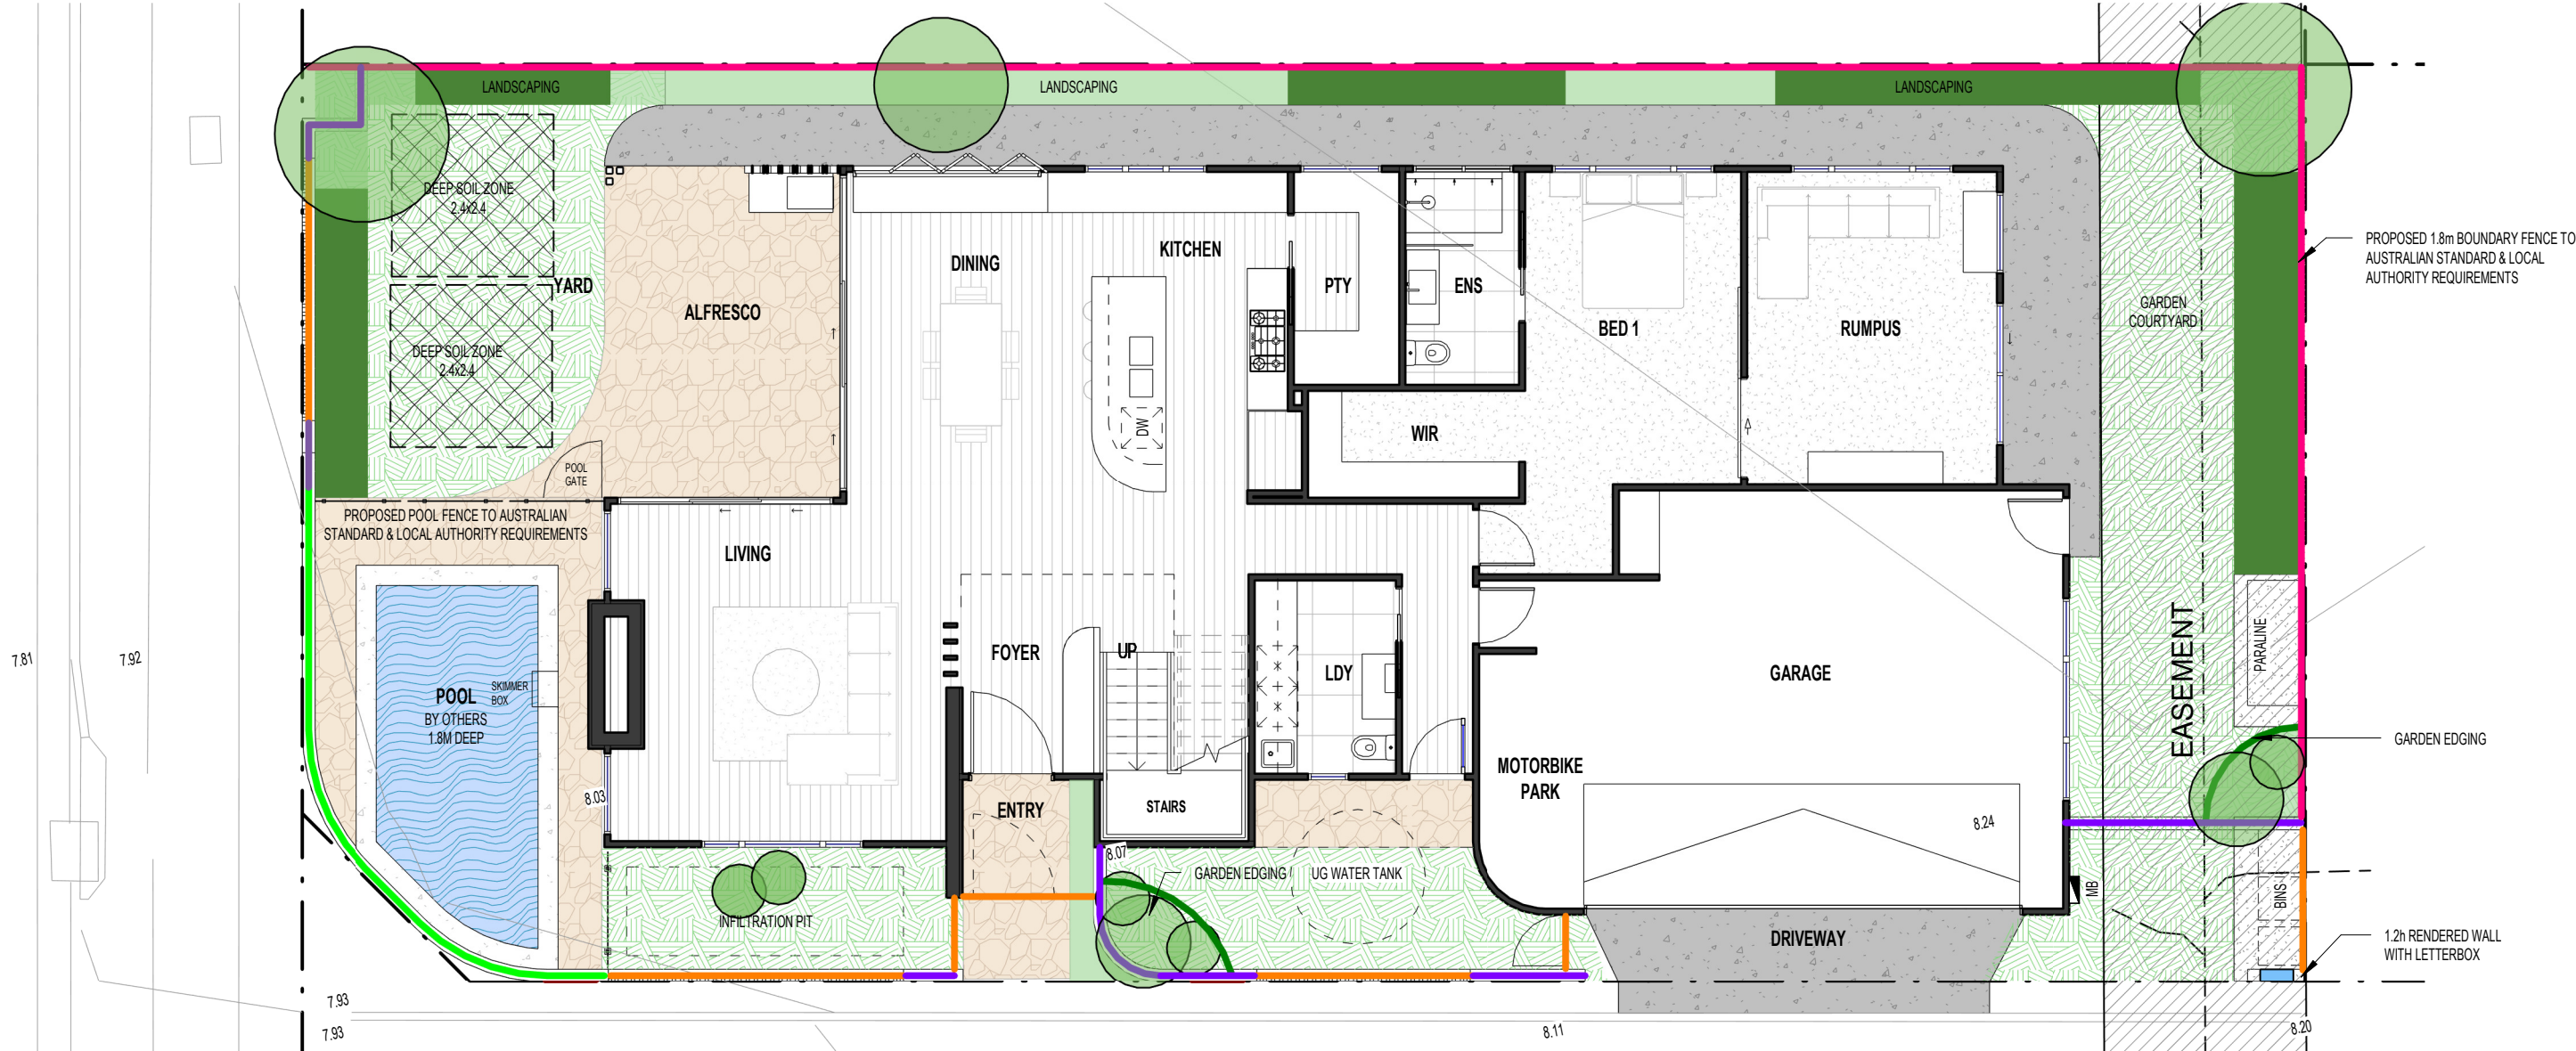 LANDSCAPING
LANDSCAPING
LANDSCAPING
DEEP SOIL ZONE
2.4x2.4
YARD
DEEP SOIL ZONE
2.4x2.4
ALFRESCO
DINING
KITCHEN
PTY
ENS
BED 1
RUMPUS
GARDEN
COURTYARD
PROPOSED 1.8m BOUNDARY FENCE TO
AUSTRALIAN STANDARD & LOCAL
AUTHORITY REQUIREMENTS
DW
WIR
POOL
GATE
PROPOSED POOL FENCE TO AUSTRALIAN
STANDARD & LOCAL AUTHORITY REQUIREMENTS
LIVING
7.81
7.92
POOL
BY OTHERS
1.8M DEEP
SKIMMER
BOX
FOYER
UP
LDY
GARAGE
EASEMENT
PARALINE
GARDEN EDGING
MOTORBIKE
PARK
8.03
ENTRY
STAIRS
8.24
8.07
GARDEN EDGING
UG WATER TANK
INFILTRATION PIT
MB
BINS
DRIVEWAY
1.2h RENDERED WALL
WITH LETTERBOX
7.93
7.93
8.11
8.20